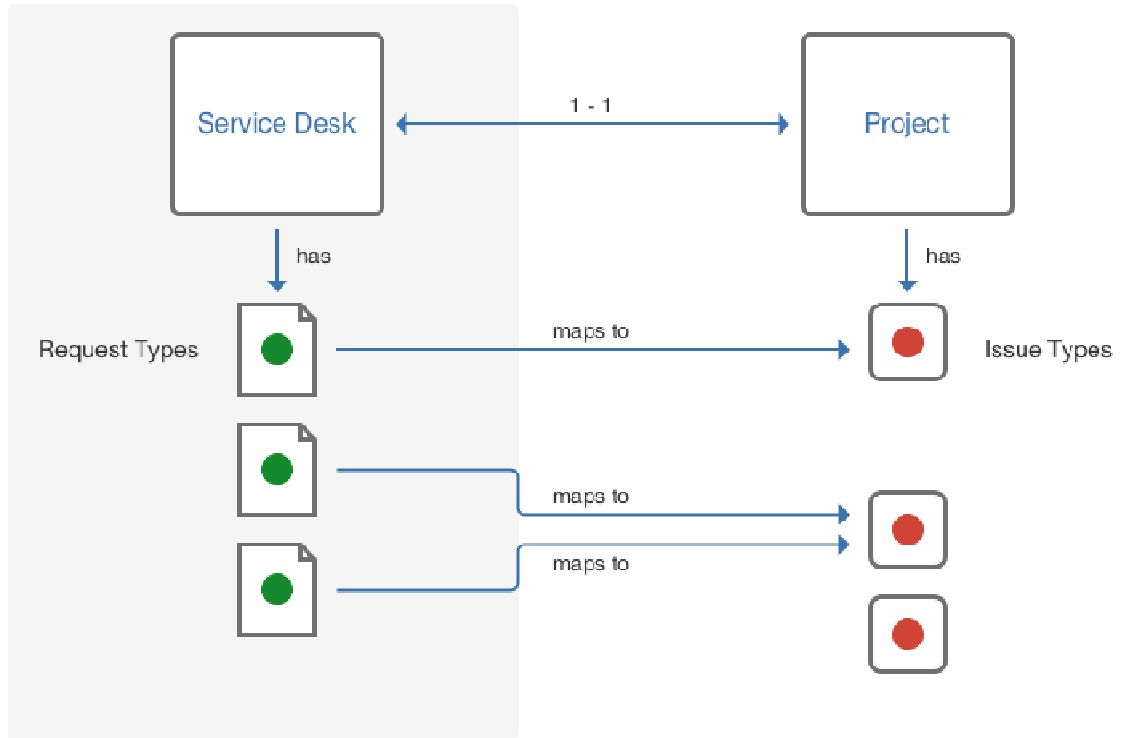 1 - 1
Service Desk
Project
has
has
maps to
Request Types
Issue Types
maps to
maps to